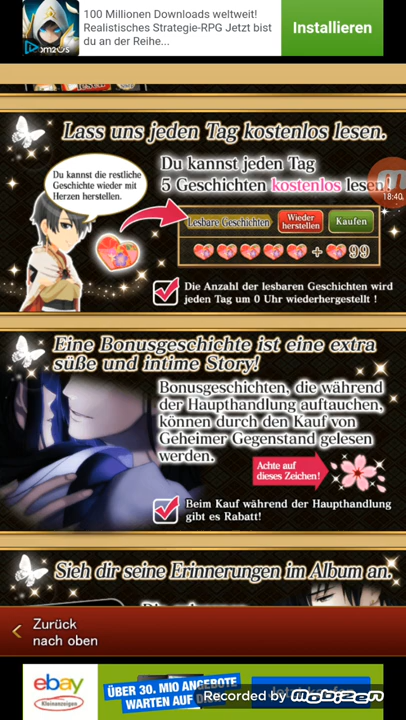 100 Millionen Downloads weltweit!
Realistisches Strategie-RPG Jetzt bist
du an der Reihe...
Installieren
Com2uS
Lass uns jeden Tag kostenlos lesen.
Du kannst die restliche
Geschichte wieder mit
Herzen herstellen.
Du kannst jeden Tag
5 Geschichten kostenlos lesen!
18:40
Lesbare Geschichten
Wieder
herstellen
Kaufen
+ 99
Die Anzahl der lesbaren Geschichten wird
jeden Tag um 0 Uhr wiederhergestellt !
Eine Bonusgeschichte ist eine extra
süße und intime Story!
Bonusgeschichten, die während
der Haupthandlung auftauchen,
können durch den Kauf von
Geheimer Gegenstand gelesen
werden.
Achte auf
dieses Zeichen!
Beim Kauf während der Haupthandlung
gibt es Rabatt!
Sieh dir seine Erinnerungen im Album an.
Zurück
nach oben
ebay
Kleinanzeigen
ÜBER 30. MIO ANGEBOTE
WARTEN AUF DICH
Recorded by MOBIZEN